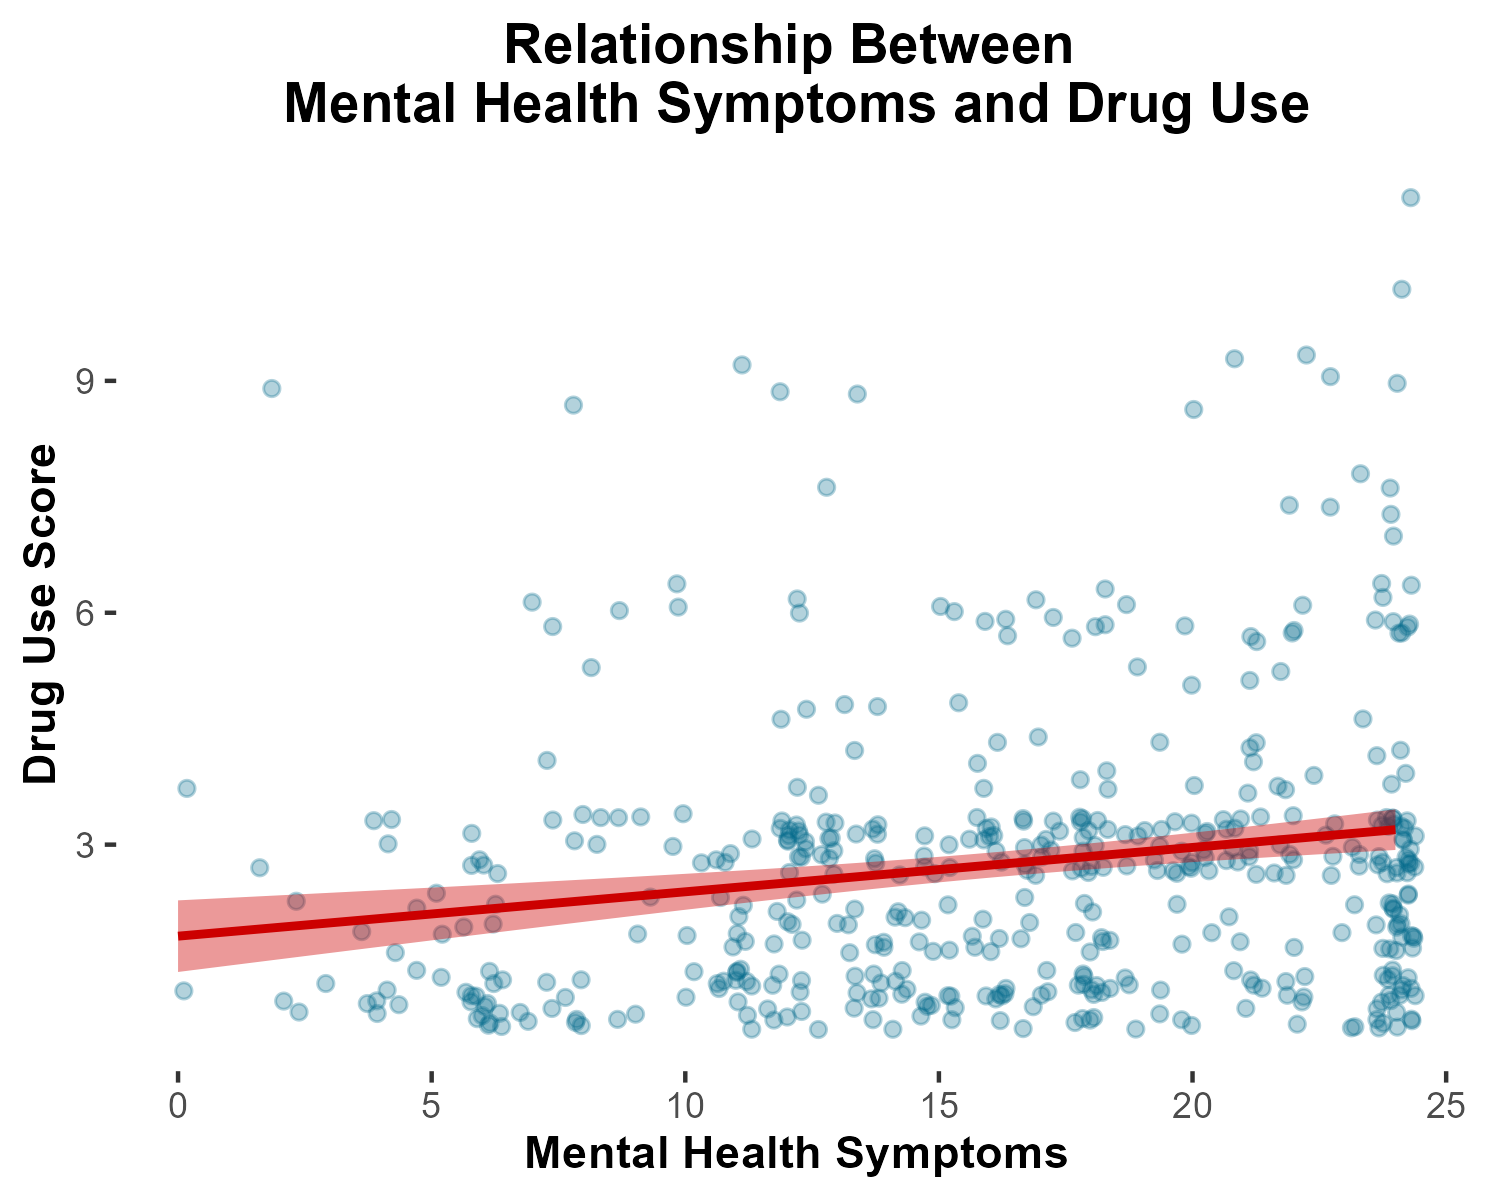 Relationship Between
Mental Health Symptoms and Drug Use
Drug Use Score
9
6
3
0 5 10 15 20 25
Mental Health Symptoms